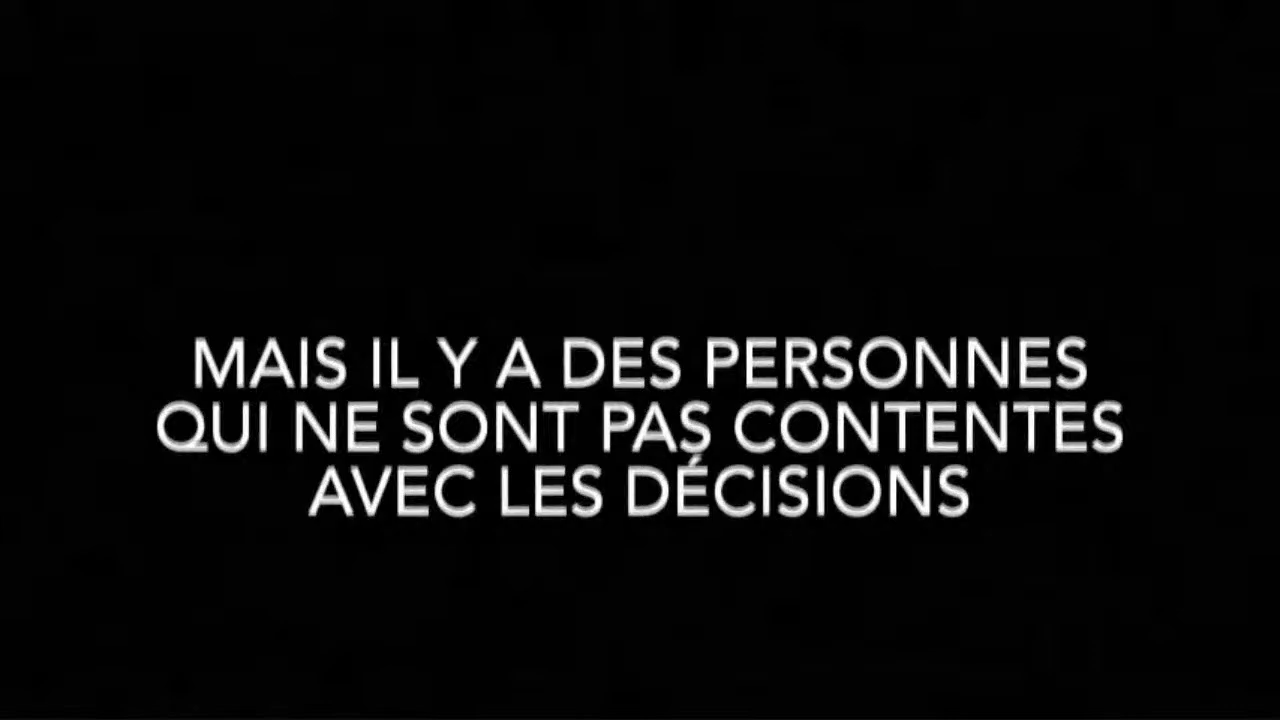 MAIS IL Y A DES PERSONNES
QUI NE SONT PAS CONTENTES
AVEC LES DÉCISIONS